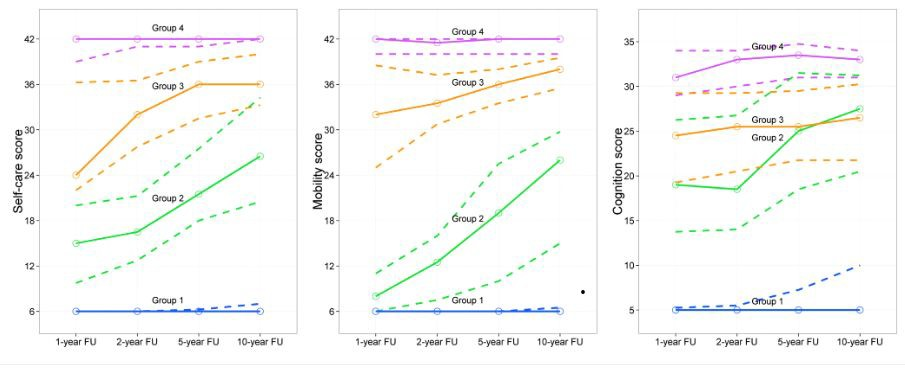 Self-care score
42
36
30
24
18
12
6
Group 4
Group 3
Group 2
Group 1
1-year FU 2-year FU 5-year FU 10-year FU
Mobility score
42
36
30
24
18
12
6
Group 4
Group 3
Group 2
Group 1
1-year FU 2-year FU 5-year FU 10-year FU
Cognition score
35
30
25
20
15
10
5
Group 4
Group 3
Group 2
Group 1
1-year FU 2-year FU 5-year FU 10-year FU